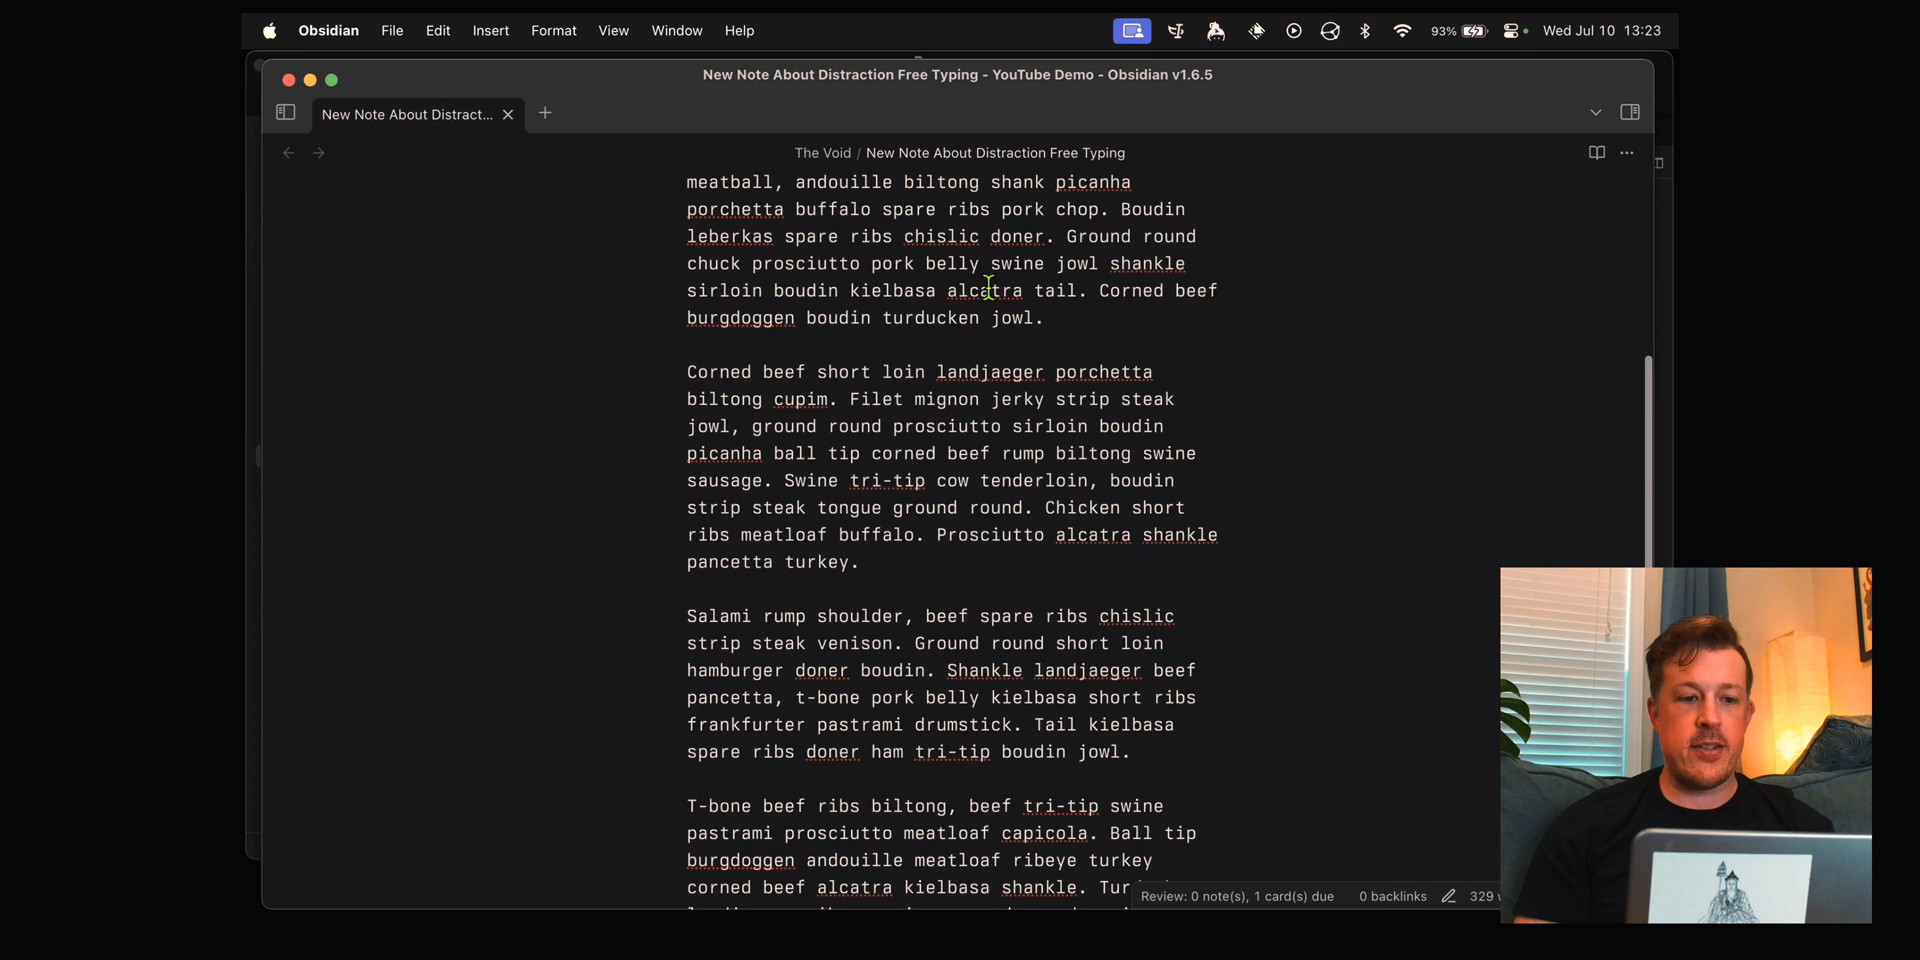 Obsidian File Edit Insert Format View Window Help 93% Wed Jul 10 13:23
New Note About Distraction Free Typing - YouTube Demo - Obsidian v1.6.5
New Note About Distract...
The Void / New Note About Distraction Free Typing
meatball, andouille biltong shank picanha
porchetta buffalo spare ribs pork chop. Boudin
leberkas spare ribs chislic doner. Ground round
chuck prosciutto pork belly swine jowl shankle
sirloin boudin kielbasa alcatra tail. Corned beef
burgdoggen boudin turducken jowl.
Corned beef short loin landjaeger porchetta
biltong cupim. Filet mignon jerky strip steak
jowl, ground round prosciutto sirloin boudin
picanha ball tip corned beef rump biltong swine
sausage. Swine tri-tip cow tenderloin, boudin
strip steak tongue ground round. Chicken short
ribs meatloaf buffalo. Prosciutto alcatra shankle
pancetta turkey.
Salami rump shoulder, beef spare ribs chislic
strip steak venison. Ground round short loin
hamburger doner boudin. Shankle landjaeger beef
pancetta, t-bone pork belly kielbasa short ribs
frankfurter pastrami drumstick. Tail kielbasa
spare ribs doner ham tri-tip boudin jowl.
T-bone beef ribs biltong, beef tri-tip swine
pastrami prosciutto meatloaf capicola. Ball tip
burgdoggen andouille meatloaf ribeye turkey
corned beef alcatra kielbasa shankle.
Review: 0 note(s), 1 card(s) due 0 backlinks 329